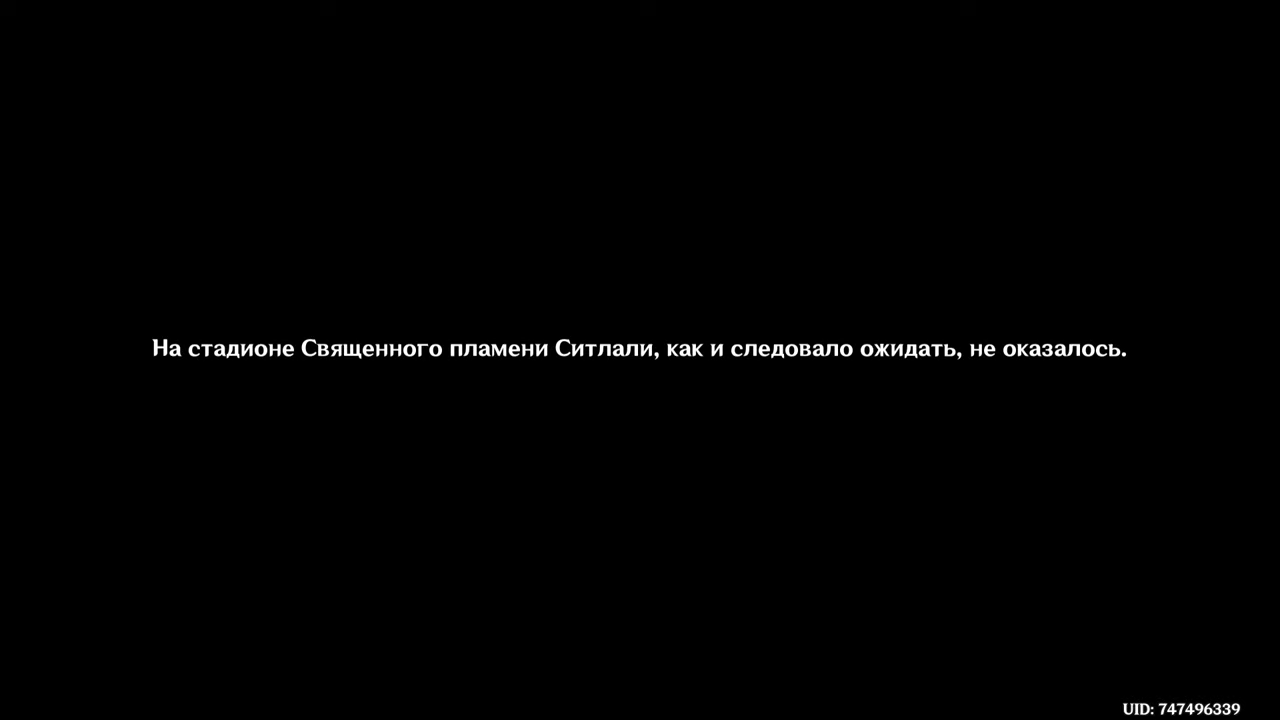 На стадионе Священного пламени Ситлали, как и следовало ожидать, не оказалось.
UID: 747496339